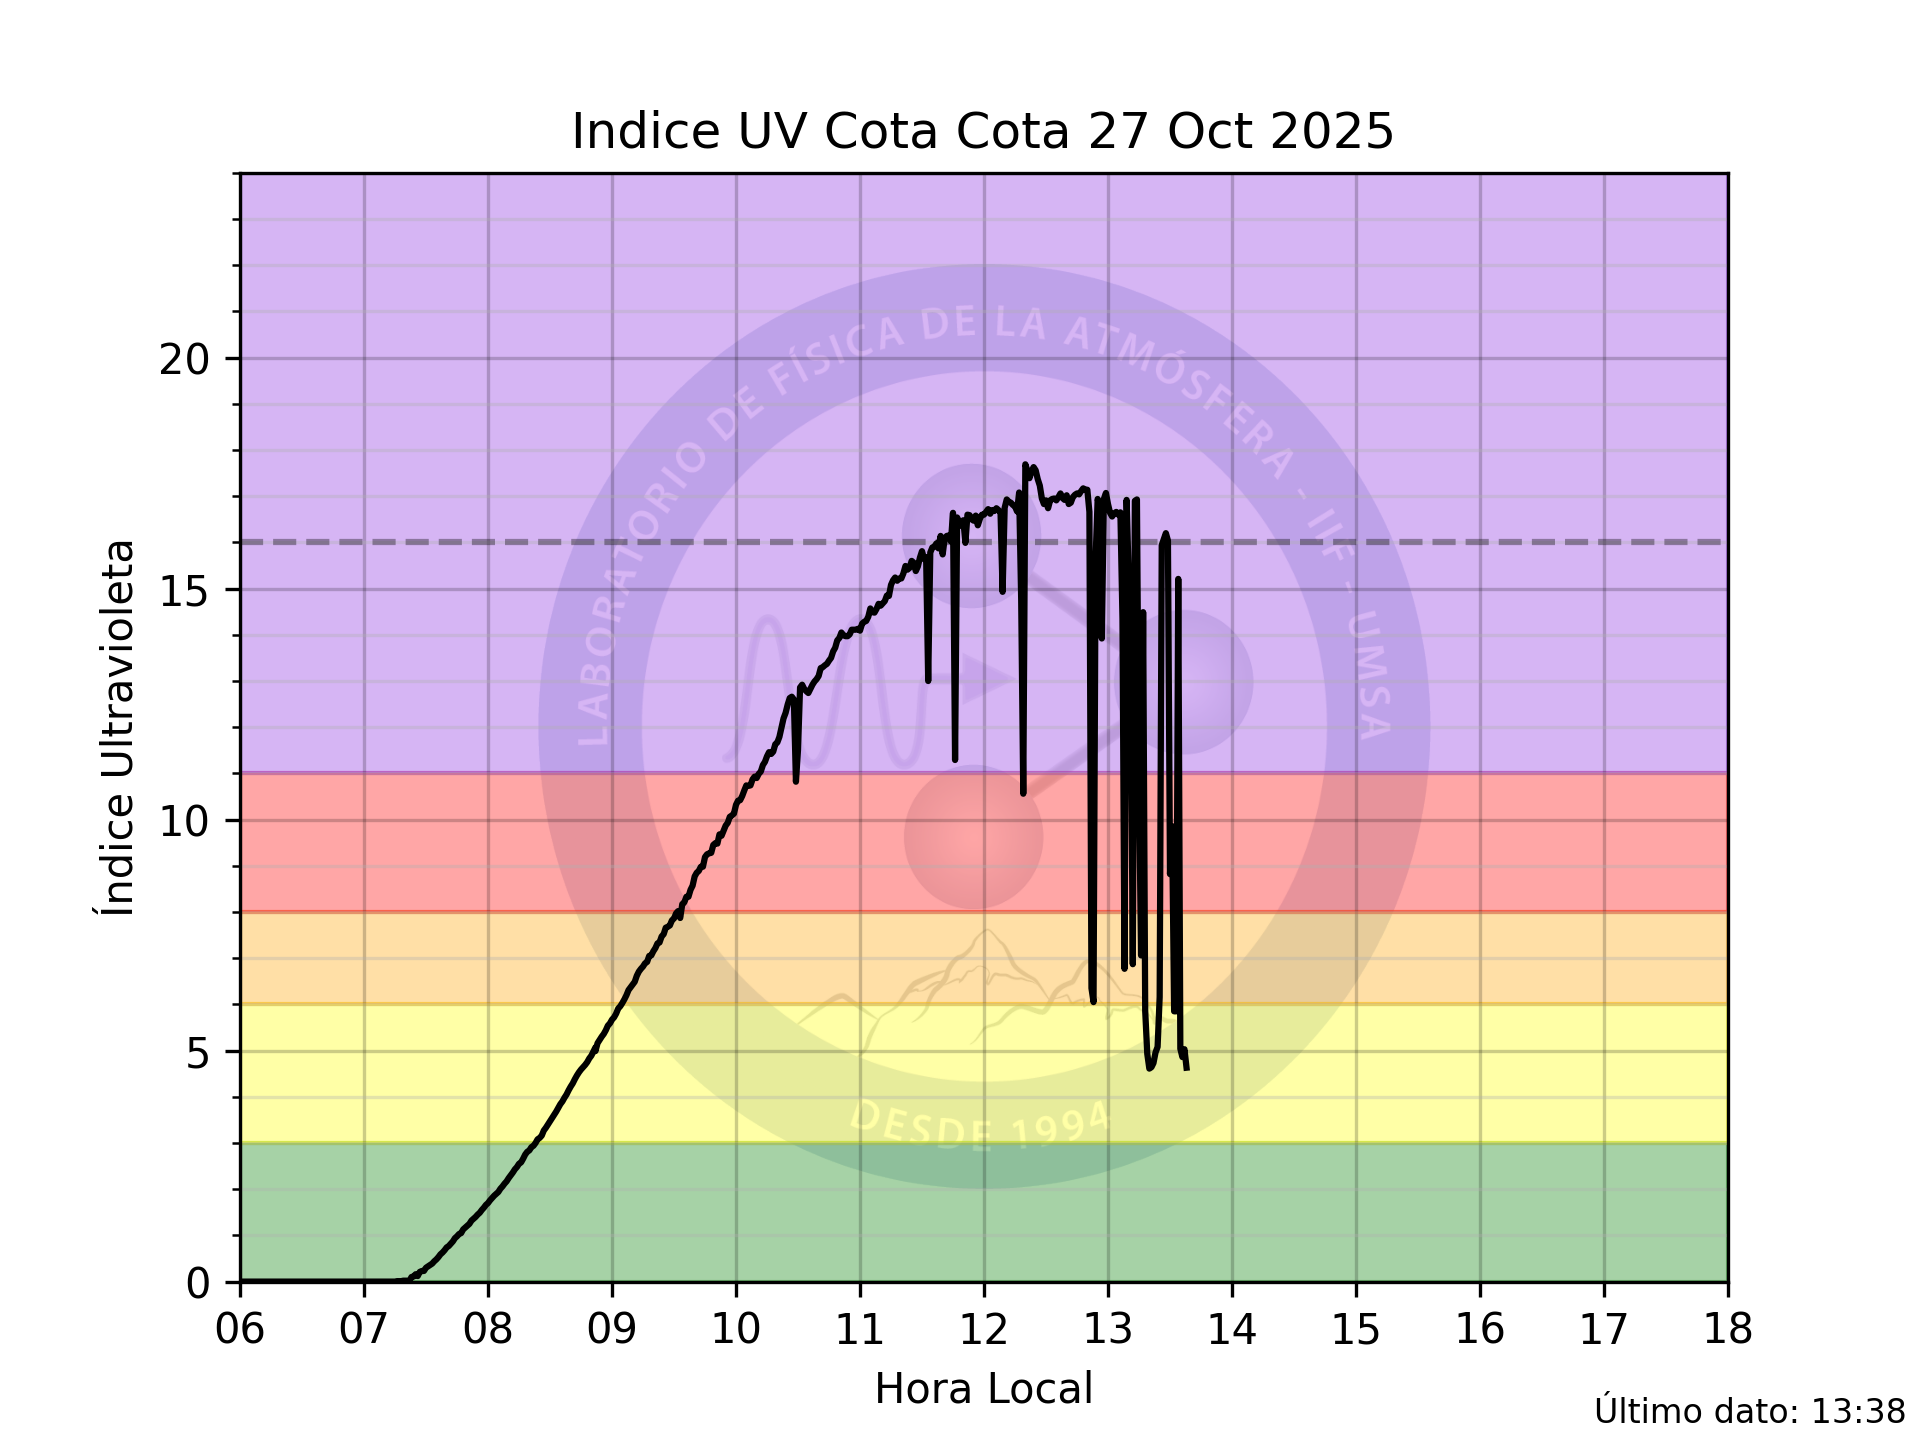 Indice UV Cota Cota 27 Oct 2025
LABORATORIO DE FÍSICA DE LA ATMÓSFERA - IIF - UMSA
DESDE 1994
Índice Ultravioleta
20
15
10
5
0
06 07 08 09 10 11 12 13 14 15 16 17 18
Hora Local
Último dato: 13:38